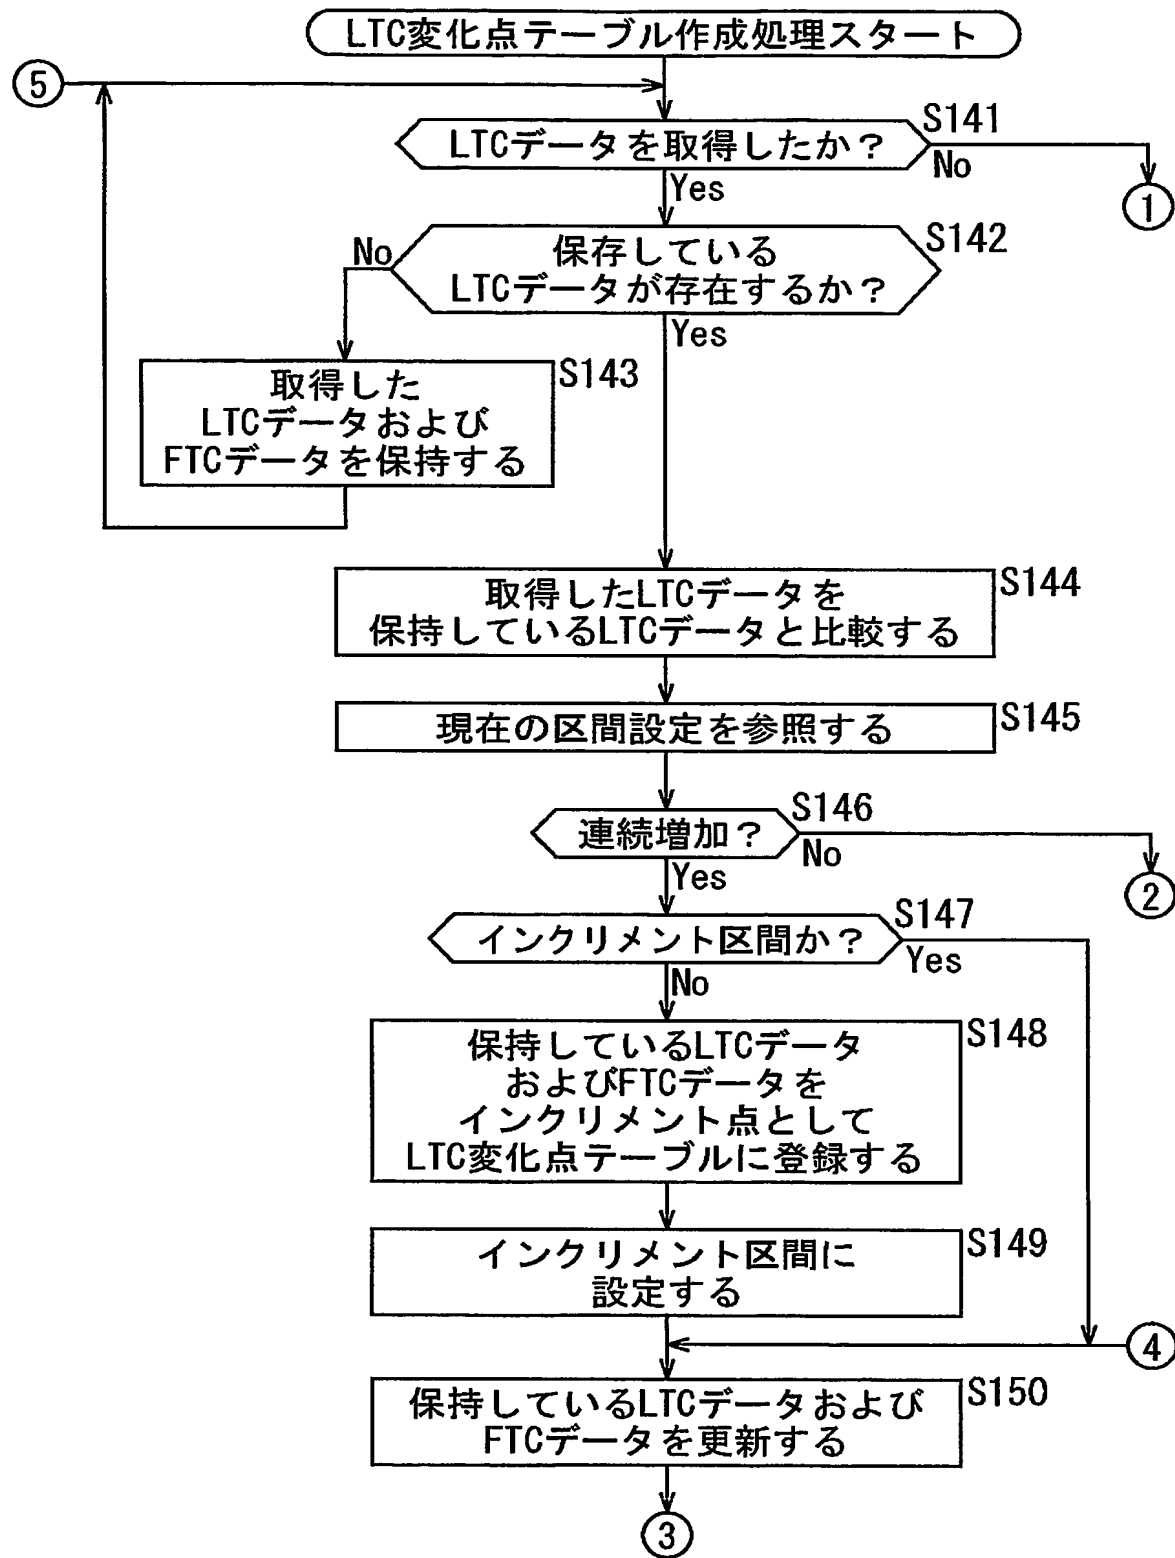 LTC変化点テーブル作成処理スタート
⑤
S141
LTCデータを取得したか？
No
Yes
①
S142
No
保存している
LTCデータが存在するか？
Yes
S143
取得した
LTCデータおよび
FTCデータを保持する
S144
取得したLTCデータを
保持しているLTCデータと比較する
S145
現在の区間設定を参照する
S146
連続増加？
No
Yes
②
S147
インクリメント区間か？
Yes
No
S148
保持しているLTCデータ
およびFTCデータを
インクリメント点として
LTC変化点テーブルに登録する
S149
インクリメント区間に
設定する
④
S150
保持しているLTCデータおよび
FTCデータを更新する
③